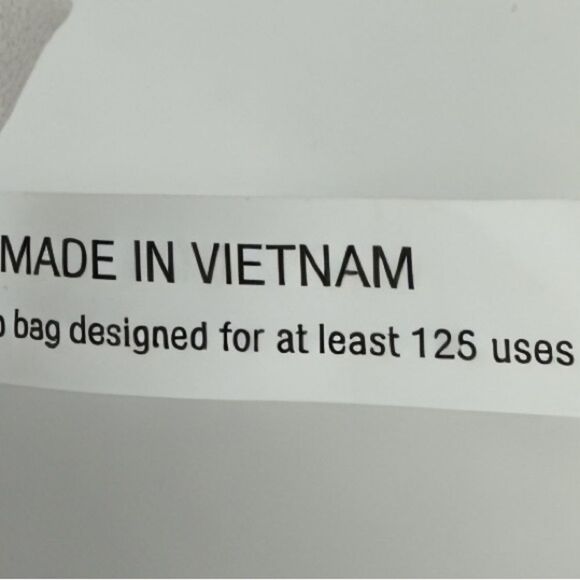 MADE IN VIETNAM
bag designed for at least 125 uses